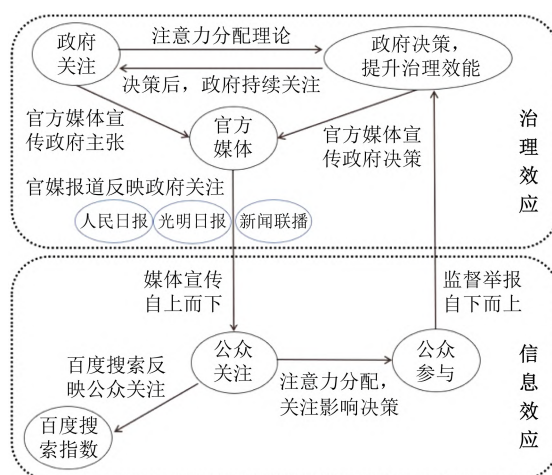 政府
关注
注意力分配理论
决策后，政府持续关注
政府决策，
提升治理效能
官方媒体宣
传政府主张
官方
媒体
官方媒体宣
传政府决策
治理效应
官媒报道反映政府关注
人民日报
光明日报
新闻联播
媒体宣传
自上而下
监督举报
自下而上
百度搜索反
映公众关注
公众
关注
注意力分配，
关注影响决策
公众
参与
信息效应
百度搜
索指数